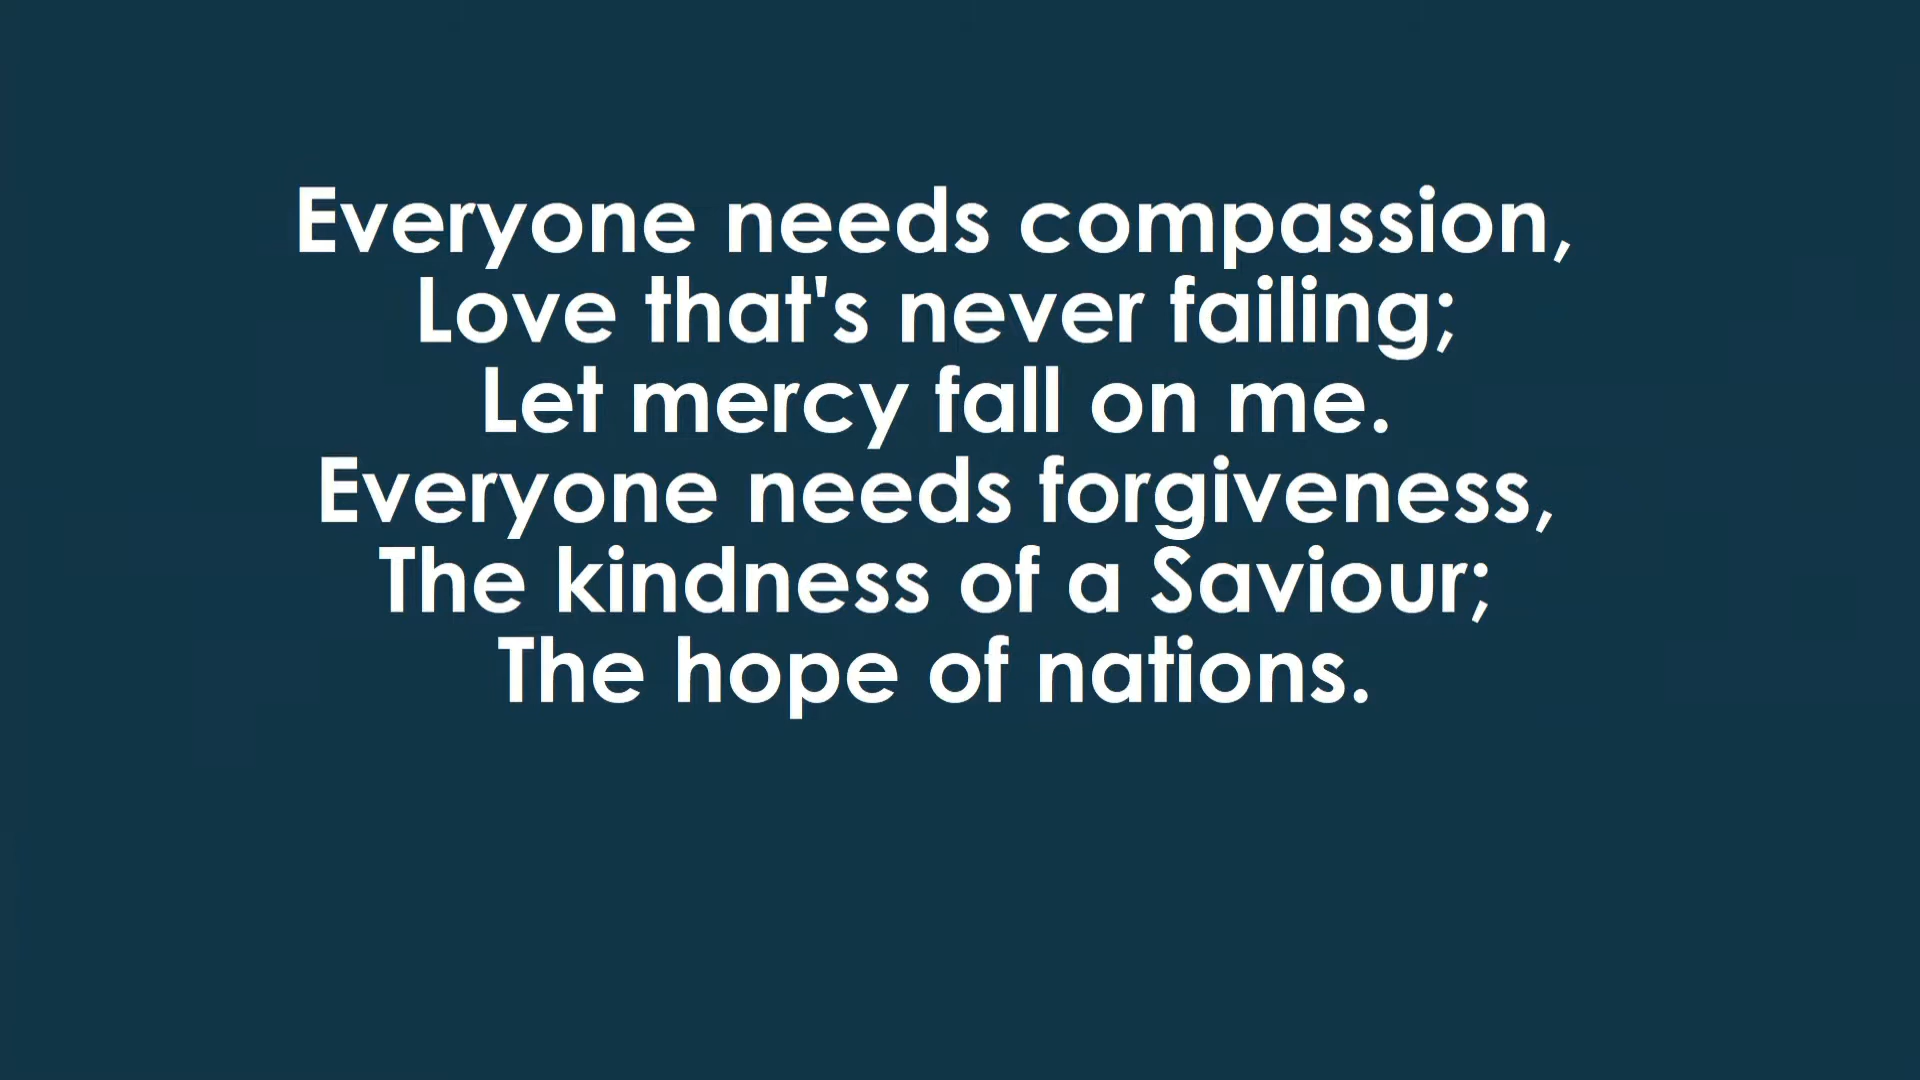 Everyone needs compassion,
Love that's never failing;
Let mercy fall on me.
Everyone needs forgiveness,
The kindness of a Saviour;
The hope of nations.